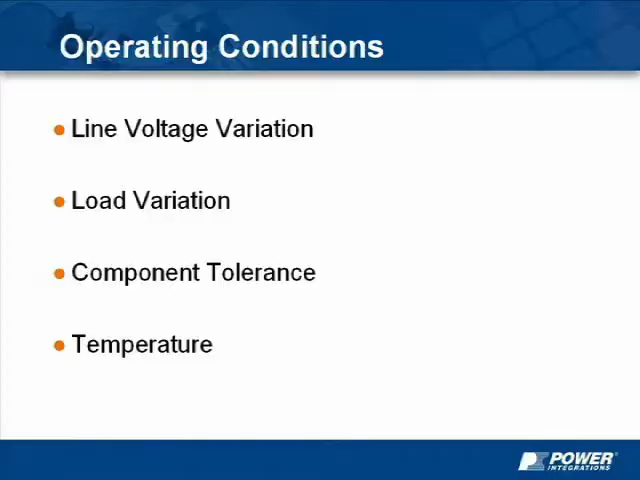 Operating Conditions
● Line Voltage Variation
● Load Variation
● Component Tolerance
● Temperature
POWER
INTEGRATIONS